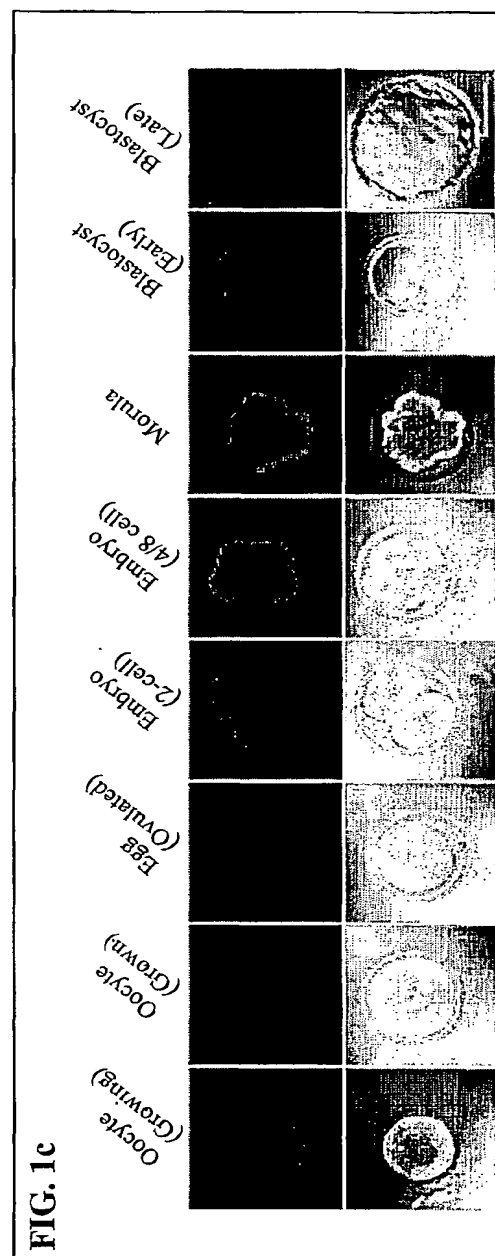 FIG. 1c
Oocyte
(Growing)
Oocyte
(Grown)
Egg
(Ovulated)
Embryo
(2-cell)
Embryo
(4/8 cell)
Morula
Blastocyst
(Early)
Blastocyst
(Late)